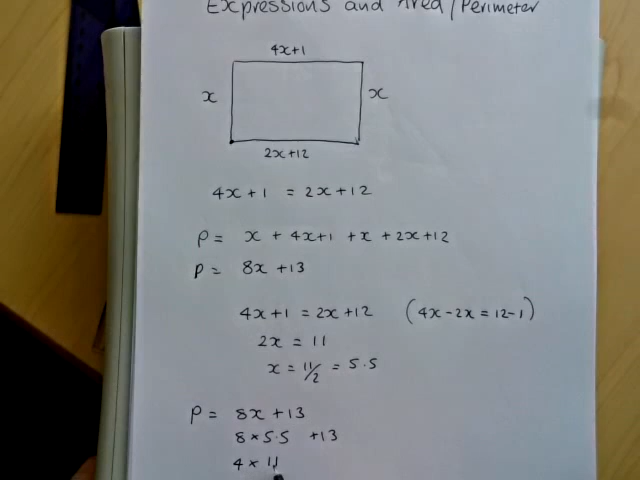 Expressions and Area/Perimeter
4x+1
x x
2x+12
4x+1 = 2x+12
P = x + 4x+1 +x +2x+12
P = 8x +13
4x+1 = 2x+12 (4x-2x=12-1)
2x = 11
x = 11/2 = 5.5
P = 8x +13
8×5.5 +13
4×11